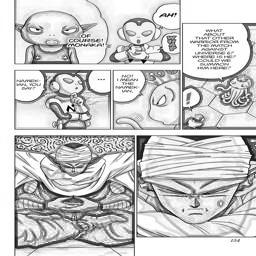 WHAT
ABOUT
THAT OTHER
WARRIOR FROM
THE MATCH
AGAINST
UNIVERSE 6?
WHERE IS HE?
COULD WE
SUMMON
HIM HERE?
AH!
OF
COURSE!
MONAKA!
NO!
I MEAN
THE
NAMEK-
IAN.
...
NAMEK-
IAN, YOU
SAY?
154